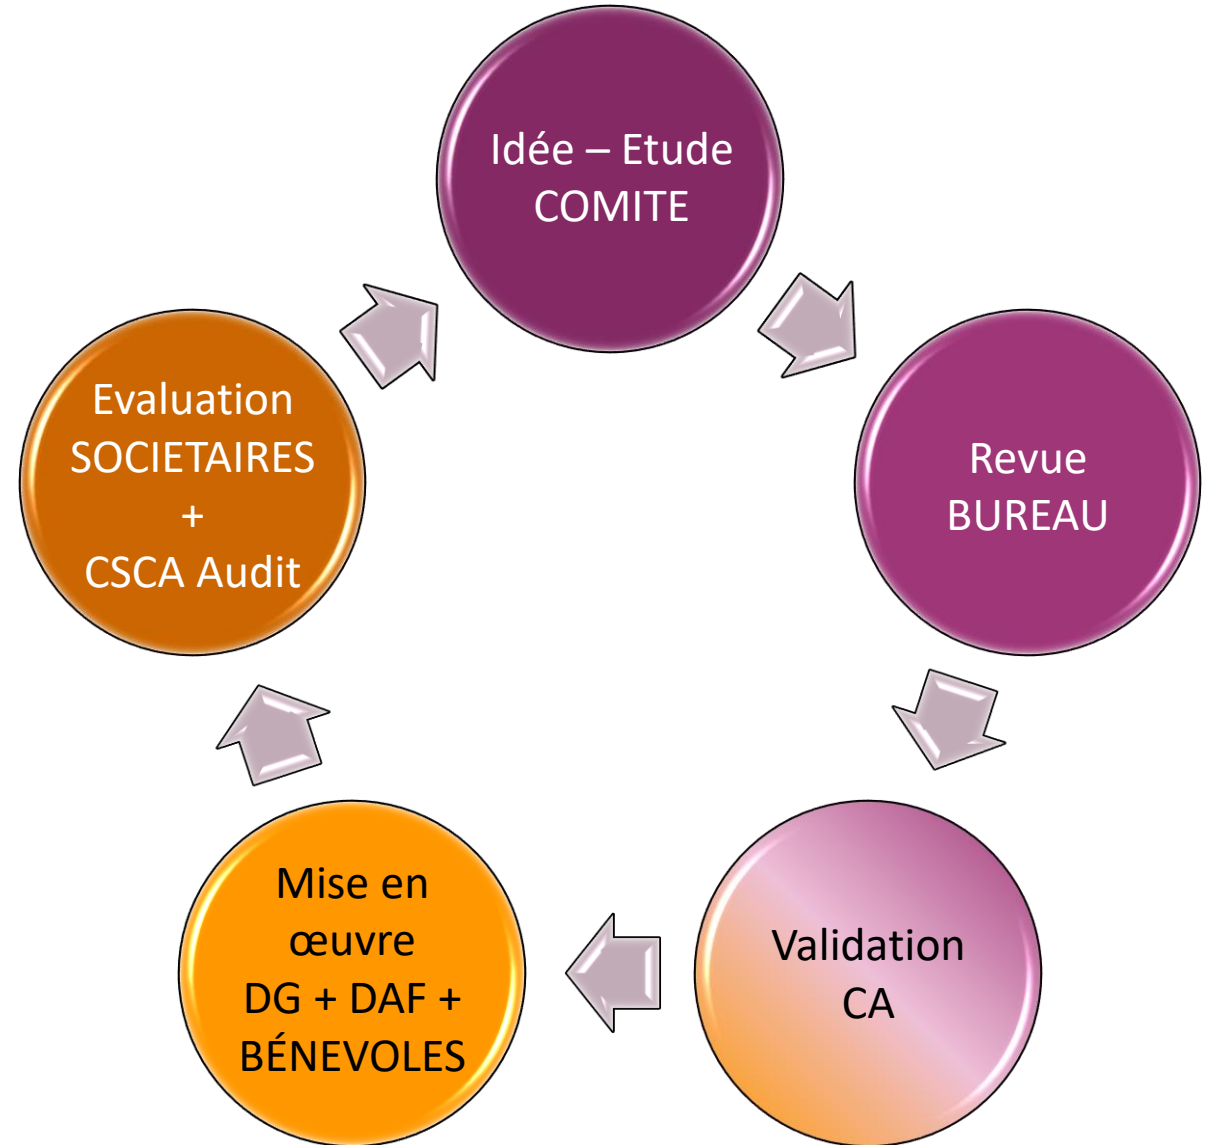 Idée – Etude
COMITE
Revue
BUREAU
Validation
CA
Mise en
œuvre
DG + DAF +
BÉNEVOLES
Evaluation
SOCIETAIRES
+
CSCA Audit